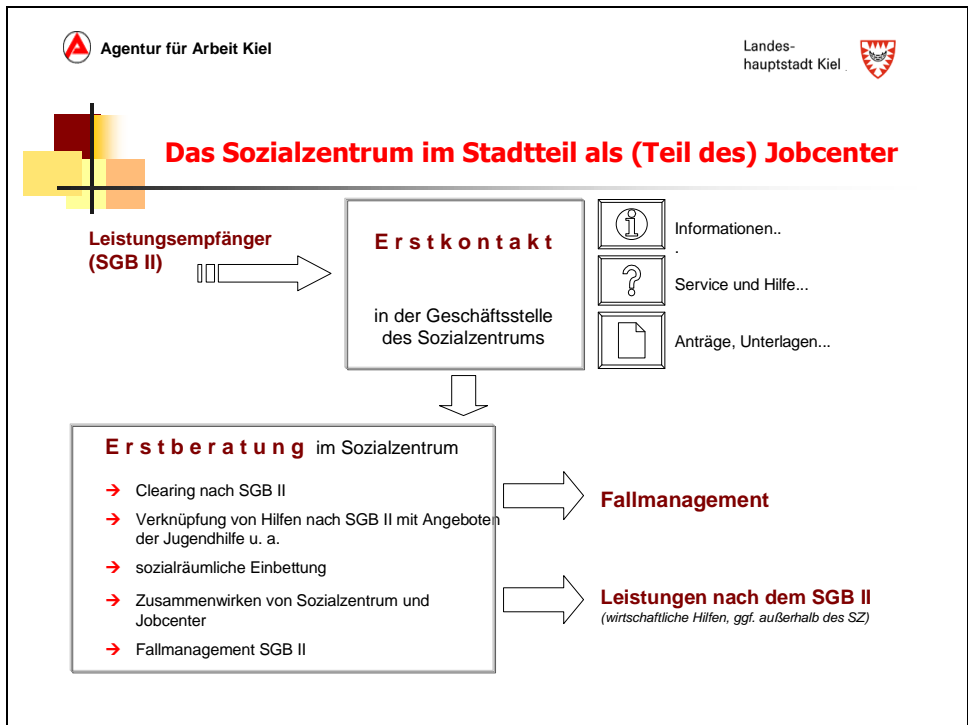 Agentur für Arbeit Kiel
Landes-
hauptstadt Kiel
Das Sozialzentrum im Stadtteil als (Teil des) Jobcenter
Leistungsempfänger
(SGB II)
Erstkontakt
in der Geschäftsstelle
des Sozialzentrums
Informationen..
.
Service und Hilfe...
Anträge, Unterlagen...
Erstberatung im Sozialzentrum
➔ Clearing nach SGB II
➔ Verknüpfung von Hilfen nach SGB II mit Angeboten
der Jugendhilfe u. a.
➔ sozialräumliche Einbettung
➔ Zusammenwirken von Sozialzentrum und
Jobcenter
➔ Fallmanagement SGB II
Fallmanagement
Leistungen nach dem SGB II
(wirtschaftliche Hilfen, ggf. außerhalb des SZ)